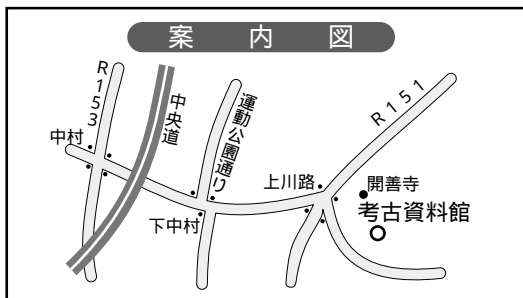 案内図
R153
中央道
運動公園通り
R151
中村
下中村
上川路
開善寺
考古資料館